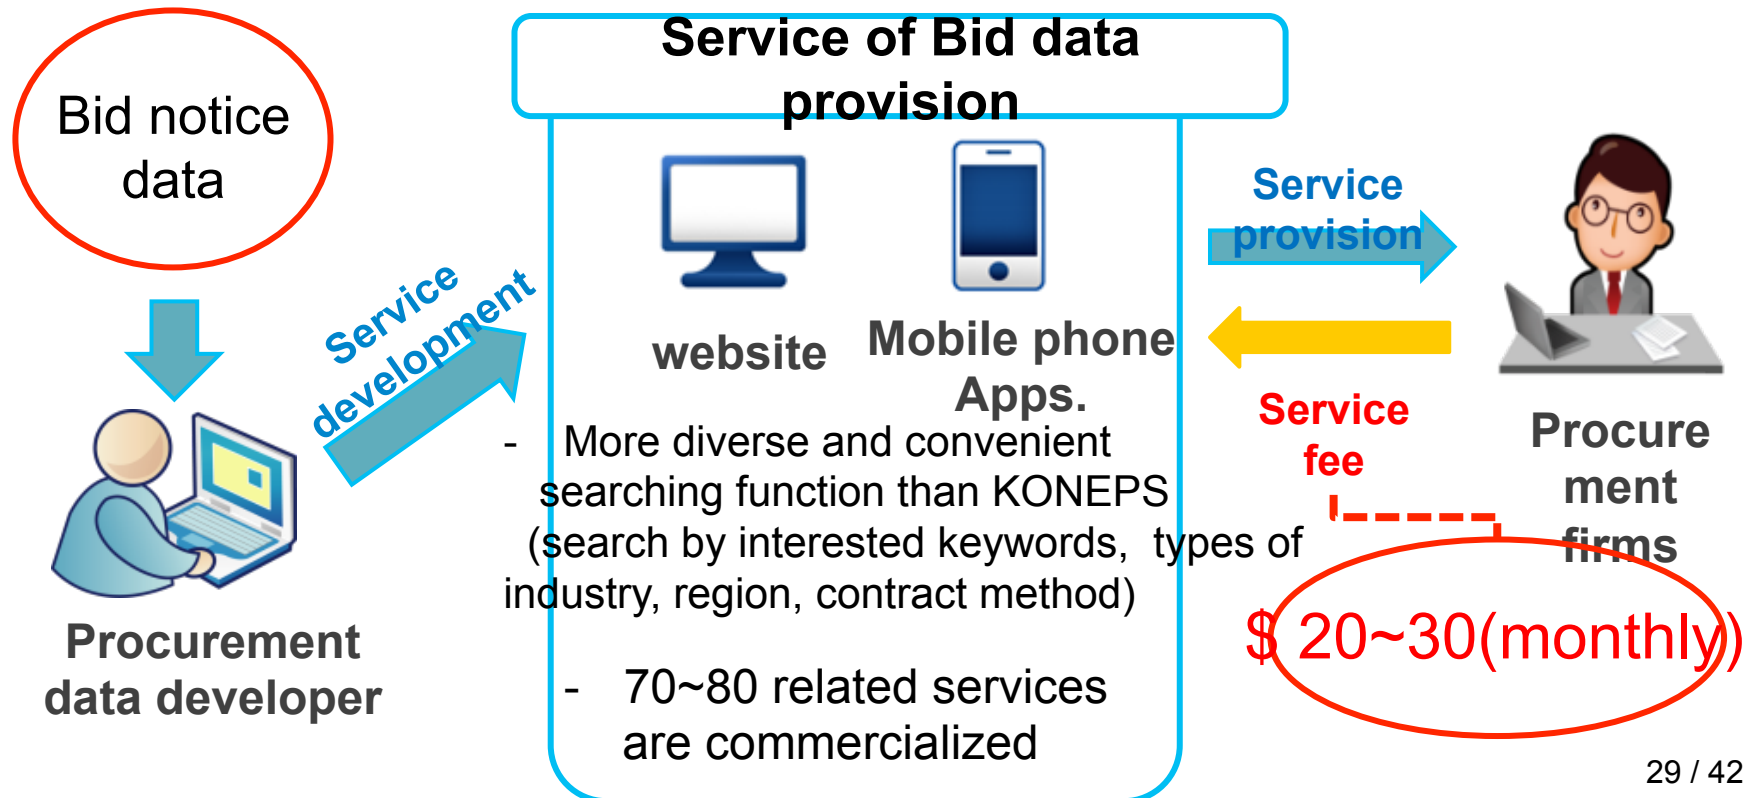 Service of Bid data
provision
Bid notice
data
Service
development
Procurement
data developer
website
Mobile phone
Apps.
- More diverse and convenient
searching function than KONEPS
(search by interested keywords, types of
industry, region, contract method)
- 70~80 related services
are commercialized
Service
provision
Service
fee
Procure
ment
firms
$ 20~30(monthly)
29 / 42